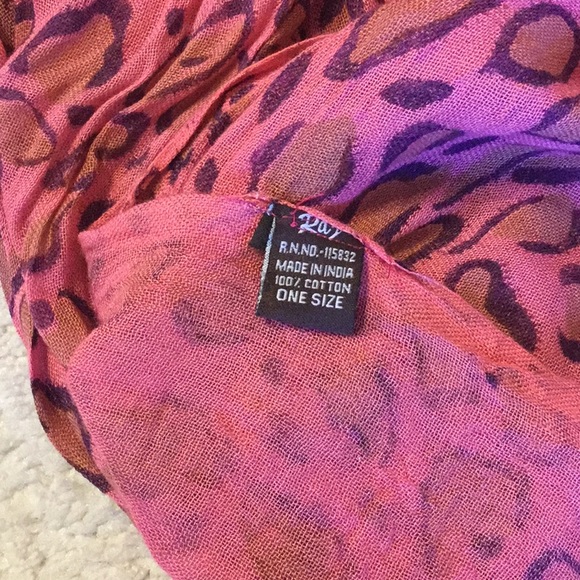 R.N.NO.-115832
MADE IN INDIA
100% COTTON
ONE SIZE